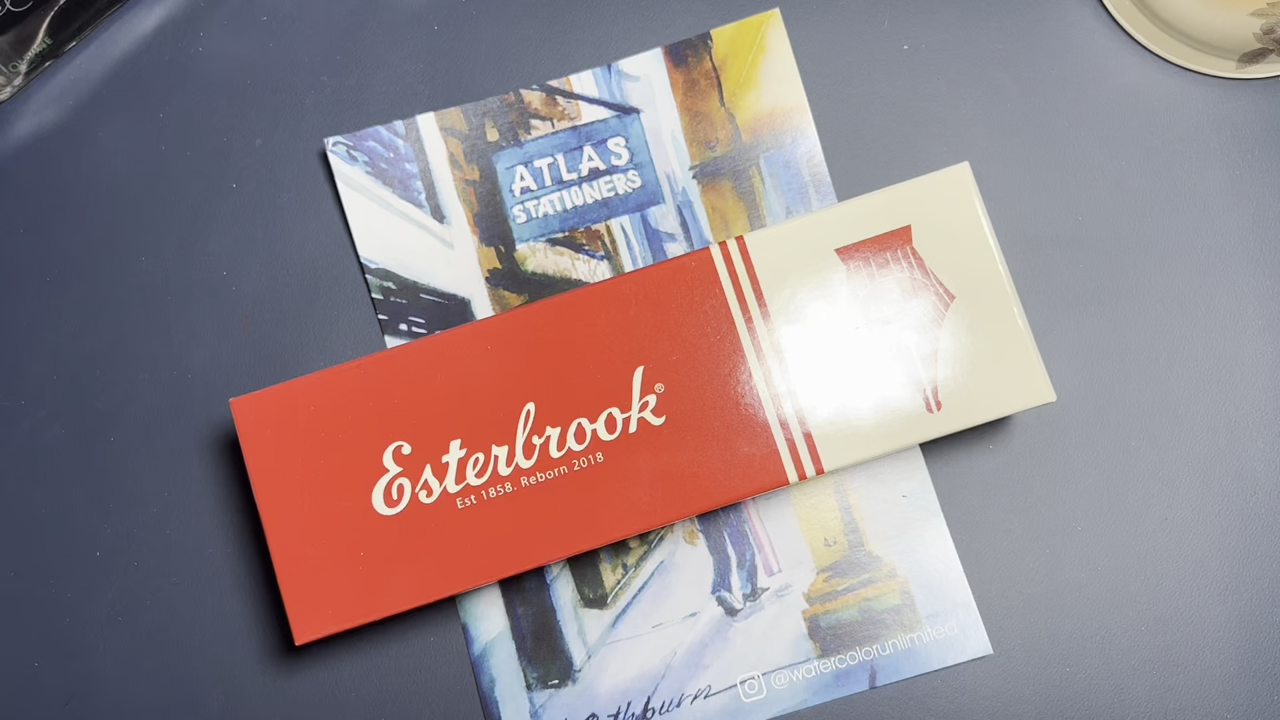 ATLAS
STATIONERS
Esterbrook®
Est 1858. Reborn 2018
@watercolorunlimited